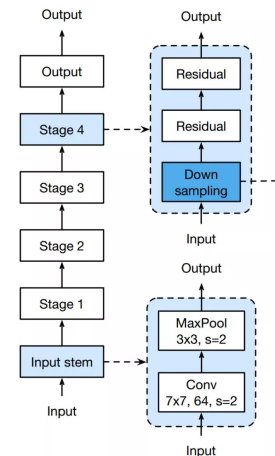 Output
Output
Stage 4
Stage 3
Stage 2
Stage 1
Input stem
Input
Output
Residual
Residual
Down
sampling
Input
Output
MaxPool
3x3, s=2
Conv
7x7, 64, s=2
Input